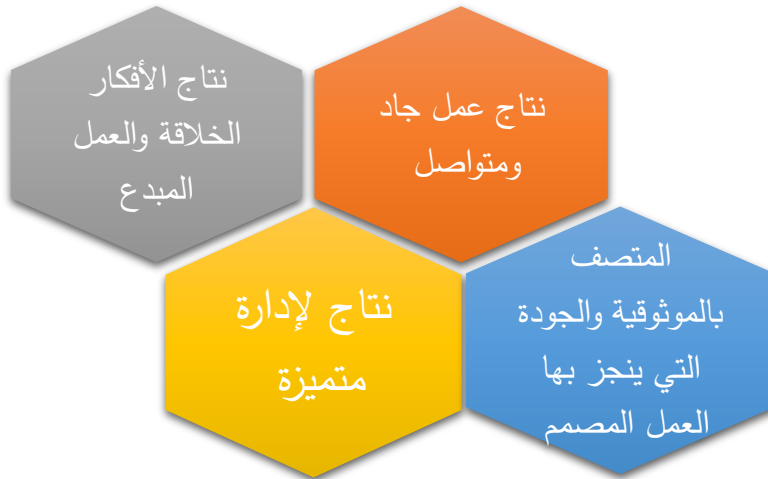 نتاج عمل جاد
ومتواصل
نتاج الأفكار
الخلاقة والعمل
المبدع
المتصف
بالموثوقية والجودة
التي ينجز بها
العمل المصمم
نتاج لإدارة
متميزة